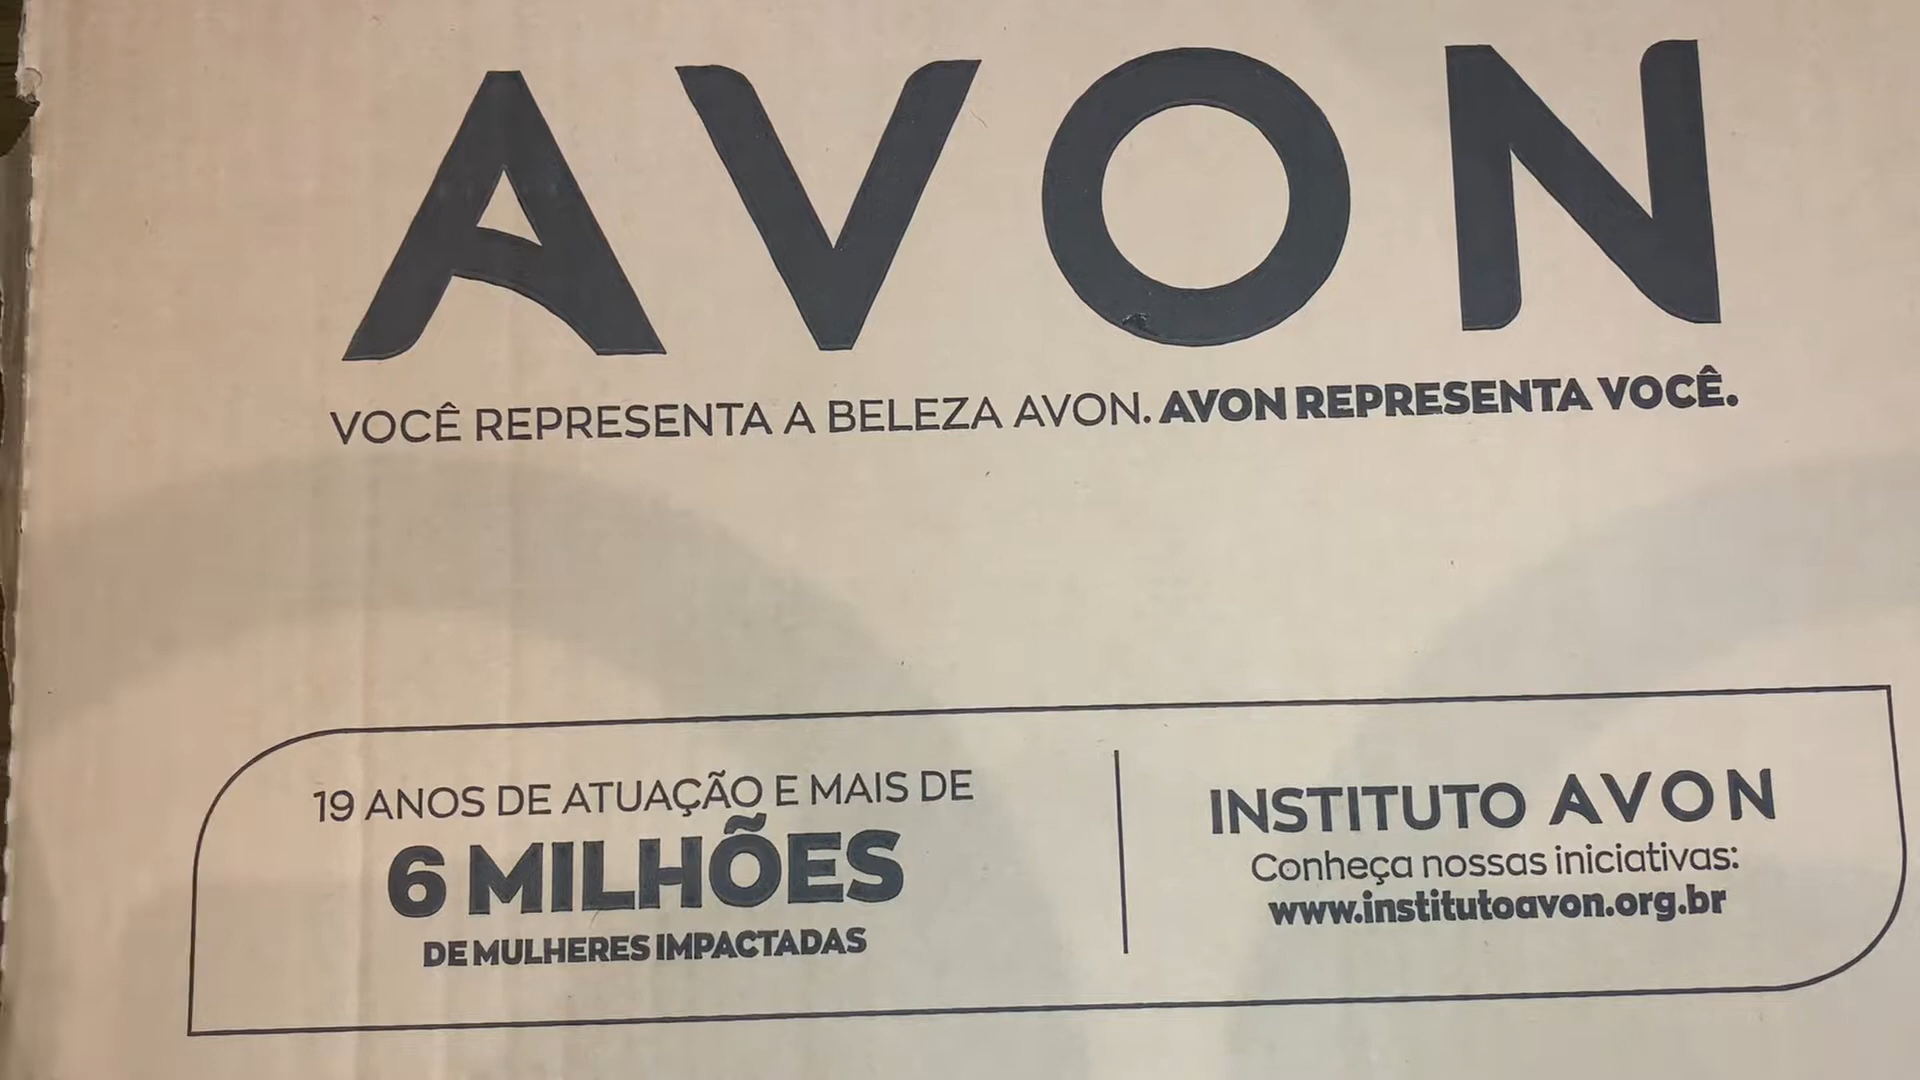 AVON
VOCÊ REPRESENTA A BELEZA AVON. AVON REPRESENTA VOCÊ.
19 ANOS DE ATUAÇÃO E MAIS DE
6 MILHÕES
DE MULHERES IMPACTADAS
INSTITUTO AVON
Conheça nossas iniciativas:
www.institutoavon.org.br